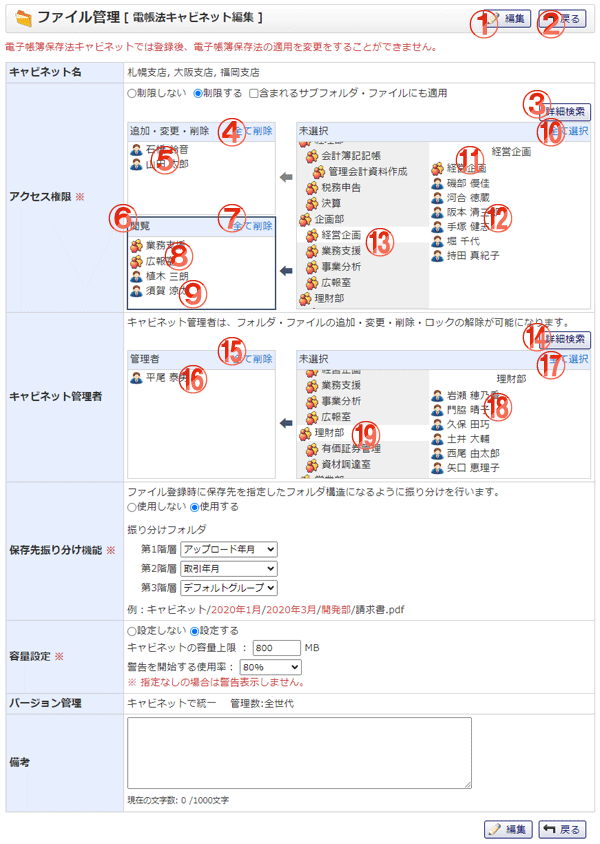 ファイル管理 [ 電帳法キャビネット編集 ]
① 編集 ② 戻る
電子帳簿保存法キャビネットでは登録後、電子帳簿保存法の適用を変更をすることができません。
キャビネット名
札幌支店, 大阪支店, 福岡支店
アクセス権限 ※
制限しない 制限する 含まれるサブフォルダ・ファイルにも適用
③ 詳細検索
追加・変更・削除 ④ 全て削除
⑤
⑥ 閲覧 ⑦ 全て削除
業務支援
⑧
広報室
植木 三朗
⑨
未選択 ⑩ 全て選択
経理部
会計簿記記帳
管理会計資料作成
税務申告
決算
企画部
経営企画
業務支援 ⑬
事業分析
広報室
理財部
経営企画
⑪
経営企画
磯部 優佳
河合 徳蔵
阪本 清
⑫
手塚 健
堀 千代
持田 真紀子
キャビネット管理者
キャビネット管理者は、フォルダ・ファイルの追加・変更・削除・ロックの解除が可能になります。
⑭ 詳細検索
管理者 ⑮ 全て削除
平尾
⑯
未選択 ⑰ 全て選択
経営企画
業務支援
事業分析
広報室
理財部 ⑲
有価証券管理
資材調達室
営業部
理財部
岩瀬 穂乃香
門脇 晴子 ⑱
久保 田巧
土井 大輔
西尾 由太郎
矢口 恵理子
保存先振り分け機能 ※
ファイル登録時に保存先を指定したフォルダ構造になるように振り分けを行います。
使用しない 使用する
振り分けフォルダ
第1階層 アップロード年月
第2階層 取引年月
第3階層 デフォルトグループ
例：キャビネット/2020年1月/2020年3月/開発部/請求書.pdf
容量設定 ※
設定しない 設定する
キャビネットの容量上限 ： 800 MB
警告を開始する使用率： 80%
※ 指定なしの場合は警告表示しません。
バージョン管理
キャビネットで統一 管理数:全世代
備考
現在の文字数: 0 /1000文字
編集 戻る